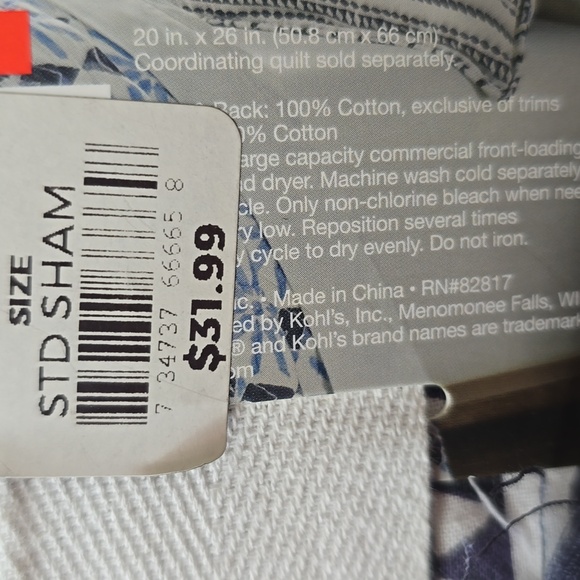 20 in. x 26 in. (50.8 cm x 66 cm)
Coordinating quilt sold separately.
Back: 100% Cotton, exclusive of trims
0% Cotton
arge capacity commercial front-loading
nd dryer. Machine wash cold separately
cle. Only non-chlorine bleach when nee
ry low. Reposition several times
y cycle to dry evenly. Do not iron.
c. • Made in China • RN#82817
ed by Kohl's, Inc., Menomonee Falls, WI
® and Kohl's brand names are trademark
om
SIZE
STD SHAM
7 34737 66665 8
$31.99